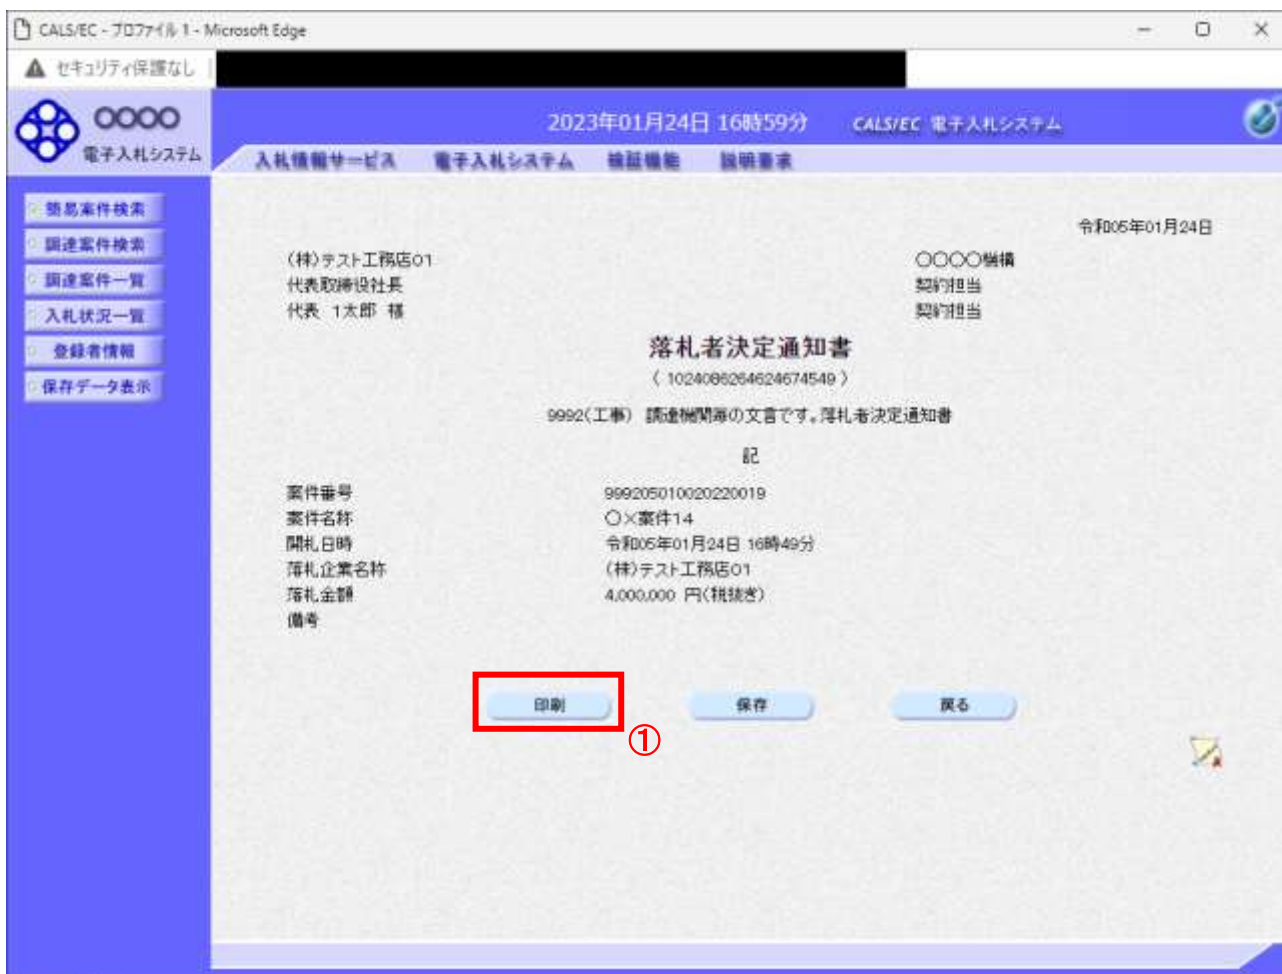 CALS/EC - プロファイル 1 - Microsoft Edge
セキュリティ保護なし
○○○○
電子入札システム
2023年01月24日 16時59分
CALS/EC 電子入札システム
入札情報サービス 電子入札システム 検証機能 説明要求
簡易案件検索
調達案件検索
調達案件一覧
入札状況一覧
登録者情報
保存データ表示
令和05年01月24日
(株)テスト工務店01
代表取締役社長
代表 1太郎 様
○○○○機構
契約担当
契約担当
落札者決定通知書
( 1024086264624674549 )
9992(工事) 調達機関毎の文言です。落札者決定通知書
記
案件番号 999205010020220019
案件名称 ○×案件14
開札日時 令和05年01月24日 16時49分
落札企業名称 (株)テスト工務店01
落札金額 4,000,000 円(税抜き)
備考
印刷 保存 戻る
①